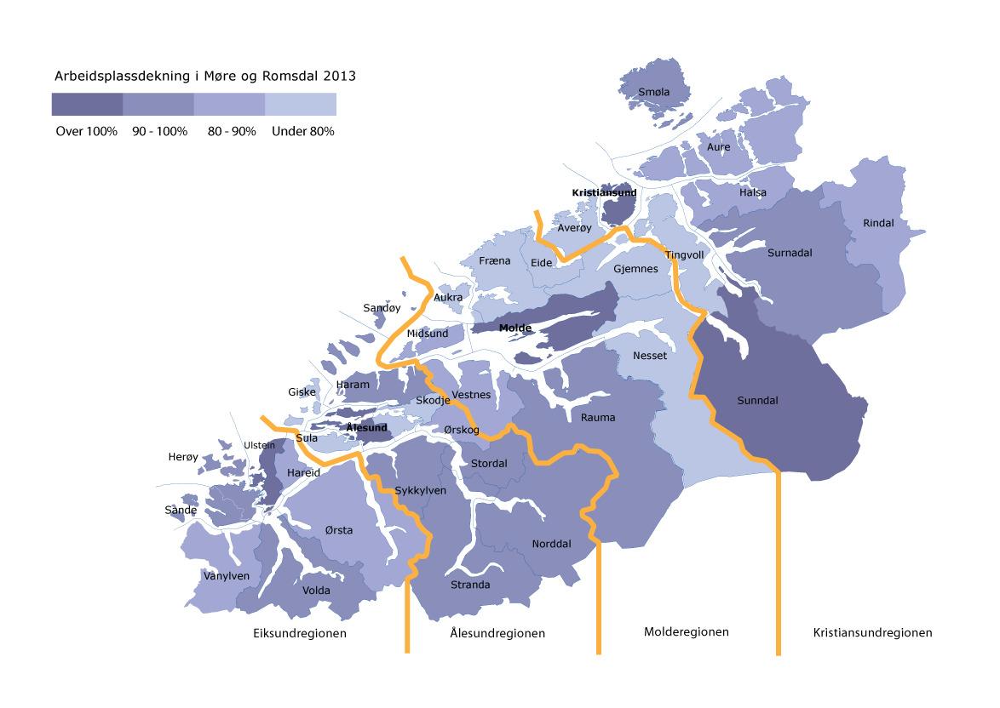 Arbeidsplassdekning i Møre og Romsdal 2013
Over 100% 90 - 100% 80 - 90% Under 80%
Smøla
Aure
Kristiansund
Halsa
Averøy
Rindal
Surnadal
Tingvoll
Fræna
Eide
Gjemnes
Aukra
Sandøy
Molde
Midsund
Nesset
Haram
Giske
Skodje
Vestnes
Sunndal
Rauma
Ålesund
Ørskog
Sula
Ulstein
Herøy
Hareid
Stordal
Sykkylven
Sande
Ørsta
Norddal
Vanylven
Volda
Stranda
Eiksundregionen
Ålesundregionen
Molderegionen
Kristiansundregionen